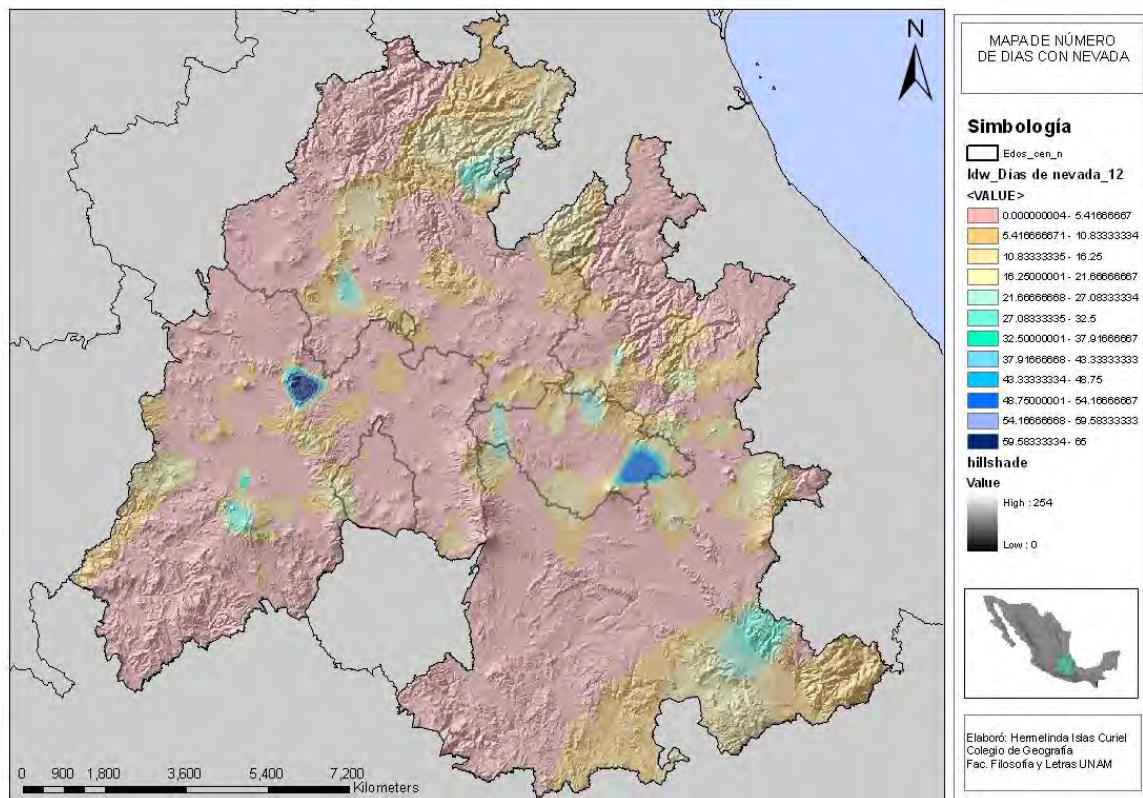 N
0 900 1,800 3,600 5,400 7,200
Kilometers
MAPA DE NÚMERO
DE DIAS CON NEVADA
Simbología
Edos_cen_n
Idw_Dias de nevada_12
<VALUE>
0.000000004 - 5.41666667
5.416666671 - 10.83333334
10.83333335 - 16.25
16.25000001 - 21.66666667
21.66666668 - 27.08333334
27.08333335 - 32.5
32.50000001 - 37.91666667
37.91666668 - 43.33333333
43.33333334 - 48.75
48.75000001 - 54.16666667
54.16666668 - 59.58333333
59.58333334 - 65
hillshade
Value
High : 254
Low : 0
Elaboró: Hermelinda Islas Curiel
Colegio de Geografía
Fac. Filosofía y Letras UNAM